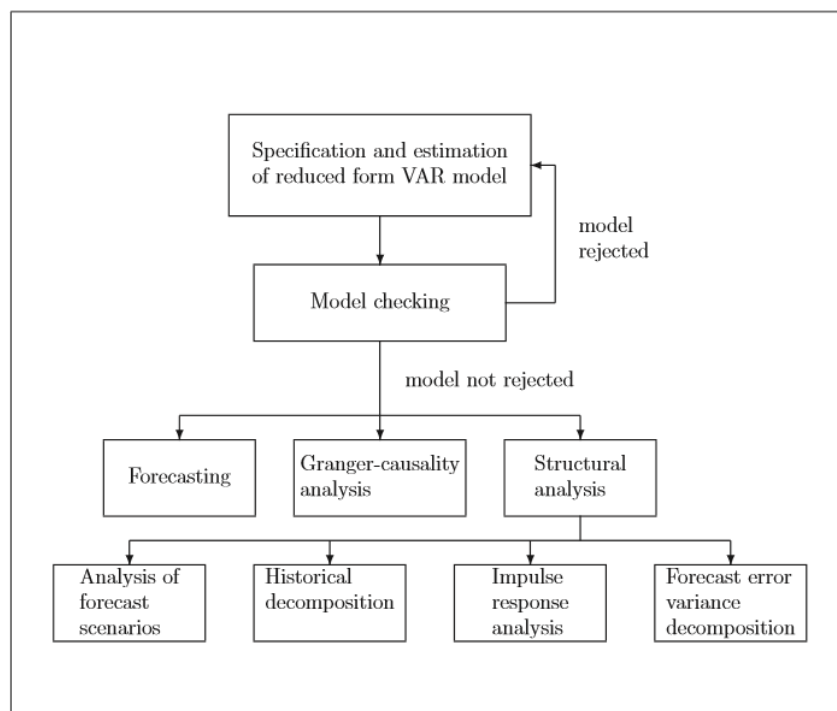 Specification and estimation
of reduced form VAR model
model
rejected
Model checking
model not rejected
Forecasting
Granger-causality
analysis
Structural
analysis
Analysis of
forecast
scenarios
Historical
decomposition
Impulse
response
analysis
Forecast error
variance
decomposition